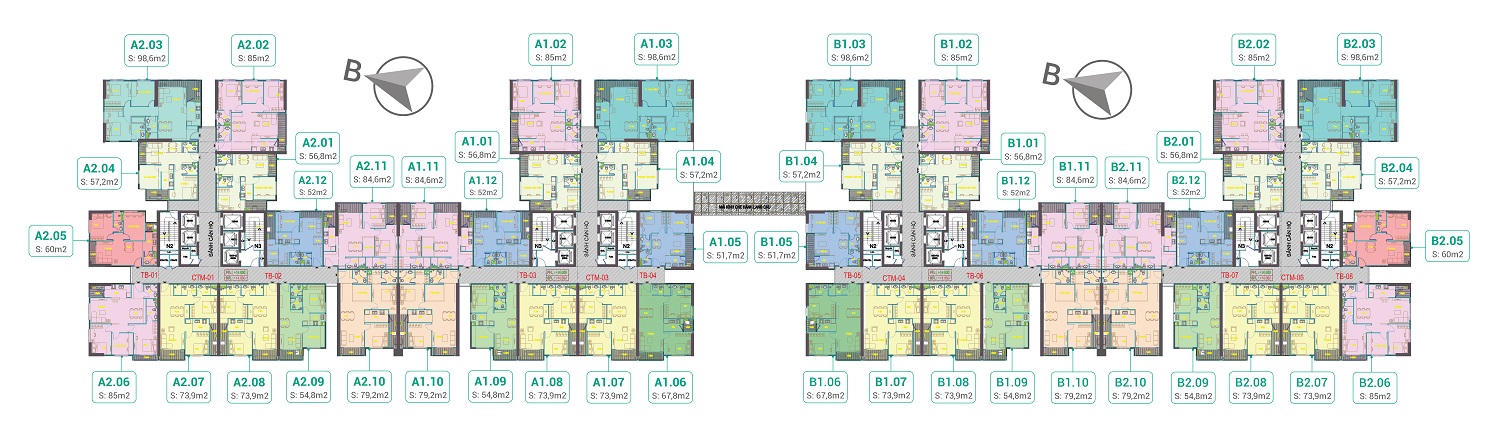 A2.03
S: 98,6m2
A2.02
S: 85m2
A1.02
S: 85m2
A1.03
S: 98,6m2
B1.03
S: 98,6m2
B1.02
S: 85m2
B2.02
S: 85m2
B2.03
S: 98,6m2
B
B
A2.04
S: 57,2m2
A2.01
S: 56,8m2
A2.11
S: 84,6m2
A1.11
S: 84,6m2
A1.01
S: 56,8m2
A1.04
S: 57,2m2
B1.04
S: 57,2m2
B1.01
S: 56,8m2
B1.11
S: 84,6m2
B2.11
S: 84,6m2
B2.01
S: 56,8m2
B2.04
S: 57,2m2
A2.12
S: 52m2
A1.12
S: 52m2
B1.12
S: 52m2
B2.12
S: 52m2
A2.05
S: 60m2
A1.05
S: 51,7m2
B1.05
S: 51,7m2
B2.05
S: 60m2
N2
SẢNH CĂN HỘ
N3
N3
SẢNH CĂN HỘ
N2
N2
SẢNH CĂN HỘ
N3
N3
SẢNH CĂN HỘ
N2
TB-01
CTM-01
TB-02
TB-03
CTM-03
TB-04
TB-05
CTM-04
TB-06
TB-07
CTM-06
TB-08
A2.06
S: 85m2
A2.07
S: 73,9m2
A2.08
S: 73,9m2
A2.09
S: 54,8m2
A2.10
S: 79,2m2
A1.10
S: 79,2m2
A1.09
S: 54,8m2
A1.08
S: 73,9m2
A1.07
S: 73,9m2
A1.06
S: 67,8m2
B1.06
S: 67,8m2
B1.07
S: 73,9m2
B1.08
S: 73,9m2
B1.09
S: 54,8m2
B1.10
S: 79,2m2
B2.10
S: 79,2m2
B2.09
S: 54,8m2
B2.08
S: 73,9m2
B2.07
S: 73,9m2
B2.06
S: 85m2